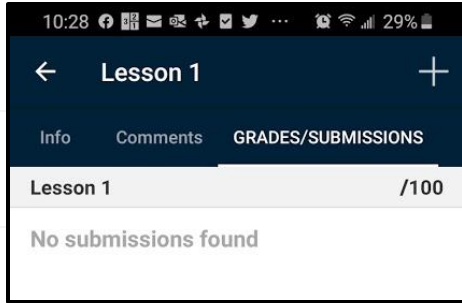 10:28 29%
Lesson 1
Info Comments GRADES/SUBMISSIONS
Lesson 1 /100
No submissions found